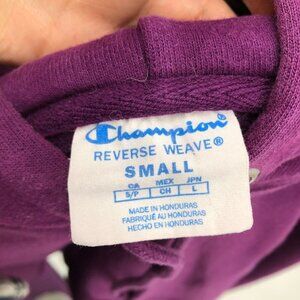 Champion
REVERSE WEAVE®
SMALL
CA MEX JPN
S/P CH L
MADE IN HONDURAS
FABRIQUÉ AU HONDURAS
HECHO EN HONDURAS